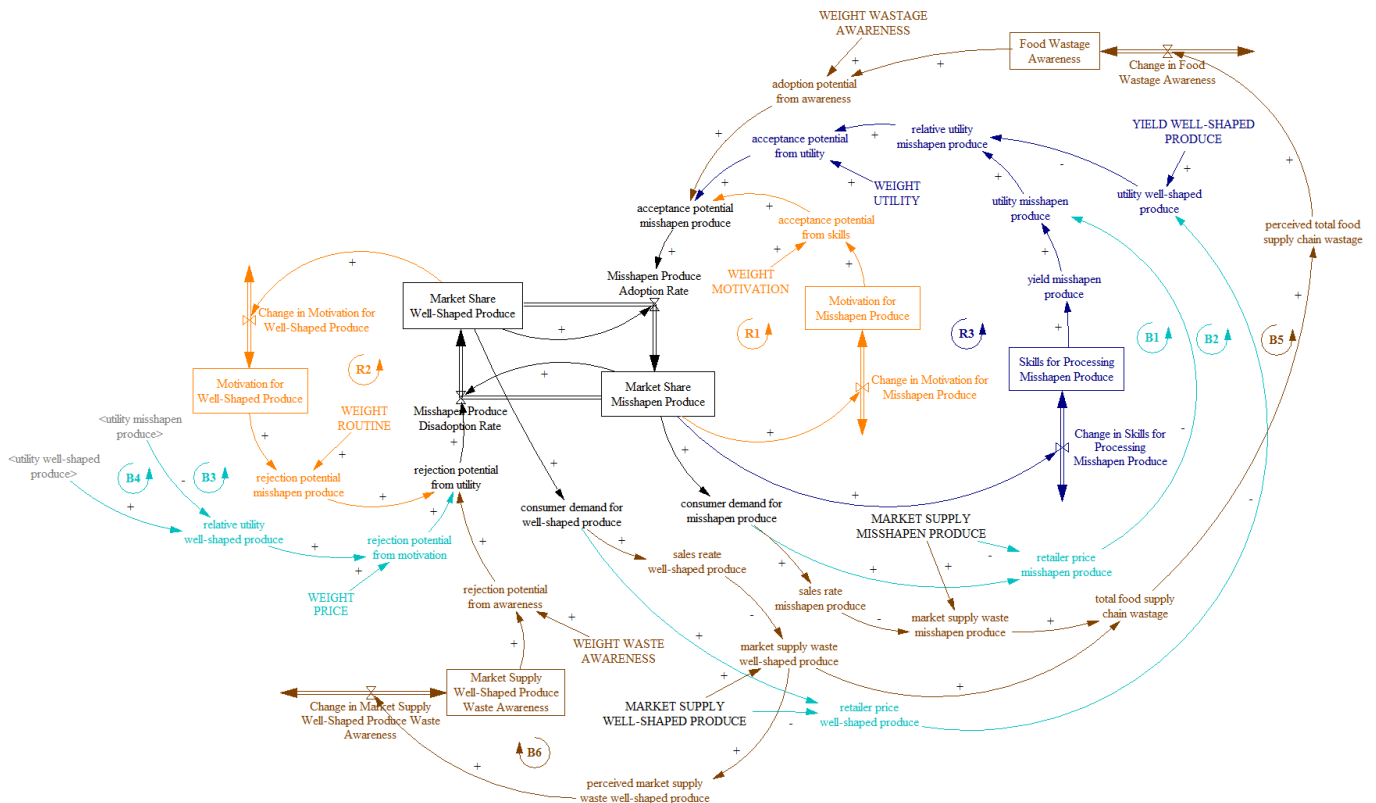 WEIGHT WASTAGE
AWARENESS
Food Wastage
Awareness
Change in Food
Wastage Awareness
adoption potential
from awareness
acceptance potential
from utility
relative utility
misshapen produce
YIELD WELL-SHAPED
PRODUCE
WEIGHT
UTILITY
utility misshapen
produce
utility well-shaped
produce
perceived total food
supply chain wastage
acceptance potential
misshapen produce
acceptance potential
from skills
WEIGHT
MOTIVATION
Misshapen Produce
Adoption Rate
yield misshapen
produce
Market Share
Well-Shaped Produce
Motivation for
Misshapen Produce
Change in Motivation for
Well-Shaped Produce
R1
R3
B1
B2
B5
R2
Skills for Processing
Misshapen Produce
Motivation for
Well-Shaped Produce
Market Share
Misshapen Produce
Change in Motivation for
Misshapen Produce
Misshapen Produce
Disadoption Rate
WEIGHT
ROUTINE
<utility misshapen
produce>
<utility well-shaped
produce>
B4
B3
rejection potential
misshapen produce
rejection potential
from utility
Change in Skills for
Processing
Misshapen Produce
consumer demand for
well-shaped produce
consumer demand for
misshapen produce
MARKET SUPPLY
MISSHAPEN PRODUCE
relative utility
well-shaped produce
rejection potential
from motivation
sales reate
well-shaped produce
retailer price
misshapen produce
WEIGHT
PRICE
rejection potential
from awareness
sales rate
misshapen produce
market supply waste
misshapen produce
total food supply
chain wastage
WEIGHT WASTE
AWARENESS
market supply waste
well-shaped produce
Market Supply
Well-Shaped Produce
Waste Awareness
Change in Market Supply
Well-Shaped Produce Waste
Awareness
MARKET SUPPLY
WELL-SHAPED PRODUCE
retailer price
well-shaped produce
B6
perceived market supply
waste well-shaped produce